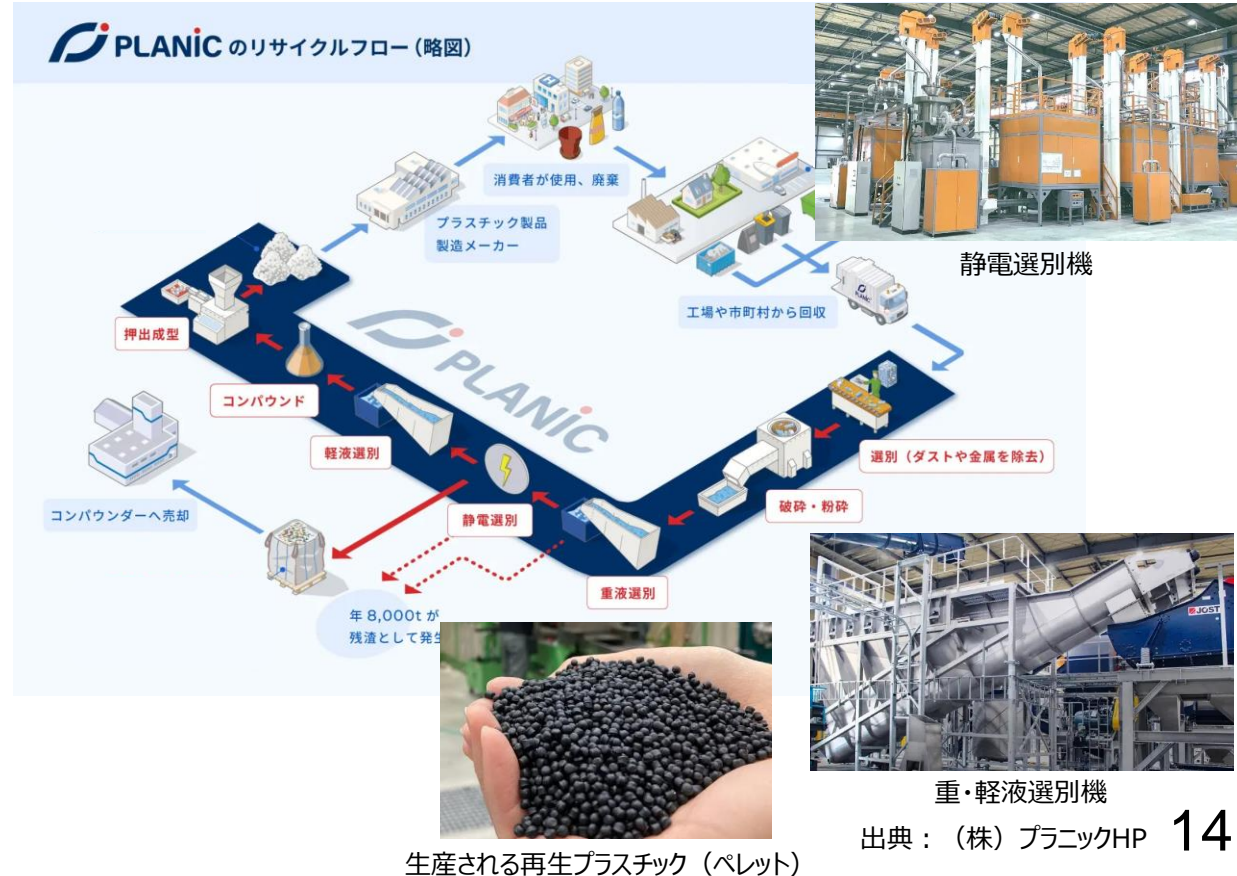 PLANIC のリサイクルフロー（略図）
消費者が使用、廃棄
プラスチック製品
製造メーカー
静電選別機
工場や市町村から回収
PLANIC
PLANIC
押出成型
コンパウンド
軽液選別
選別（ダストや金属を除去）
破砕・粉砕
コンパウンダーへ売却
静電選別
重液選別
年 8,000t が
残渣として発生
JOST
重・軽液選別機
出典：（株）プラニックHP
14
生産される再生プラスチック（ペレット）